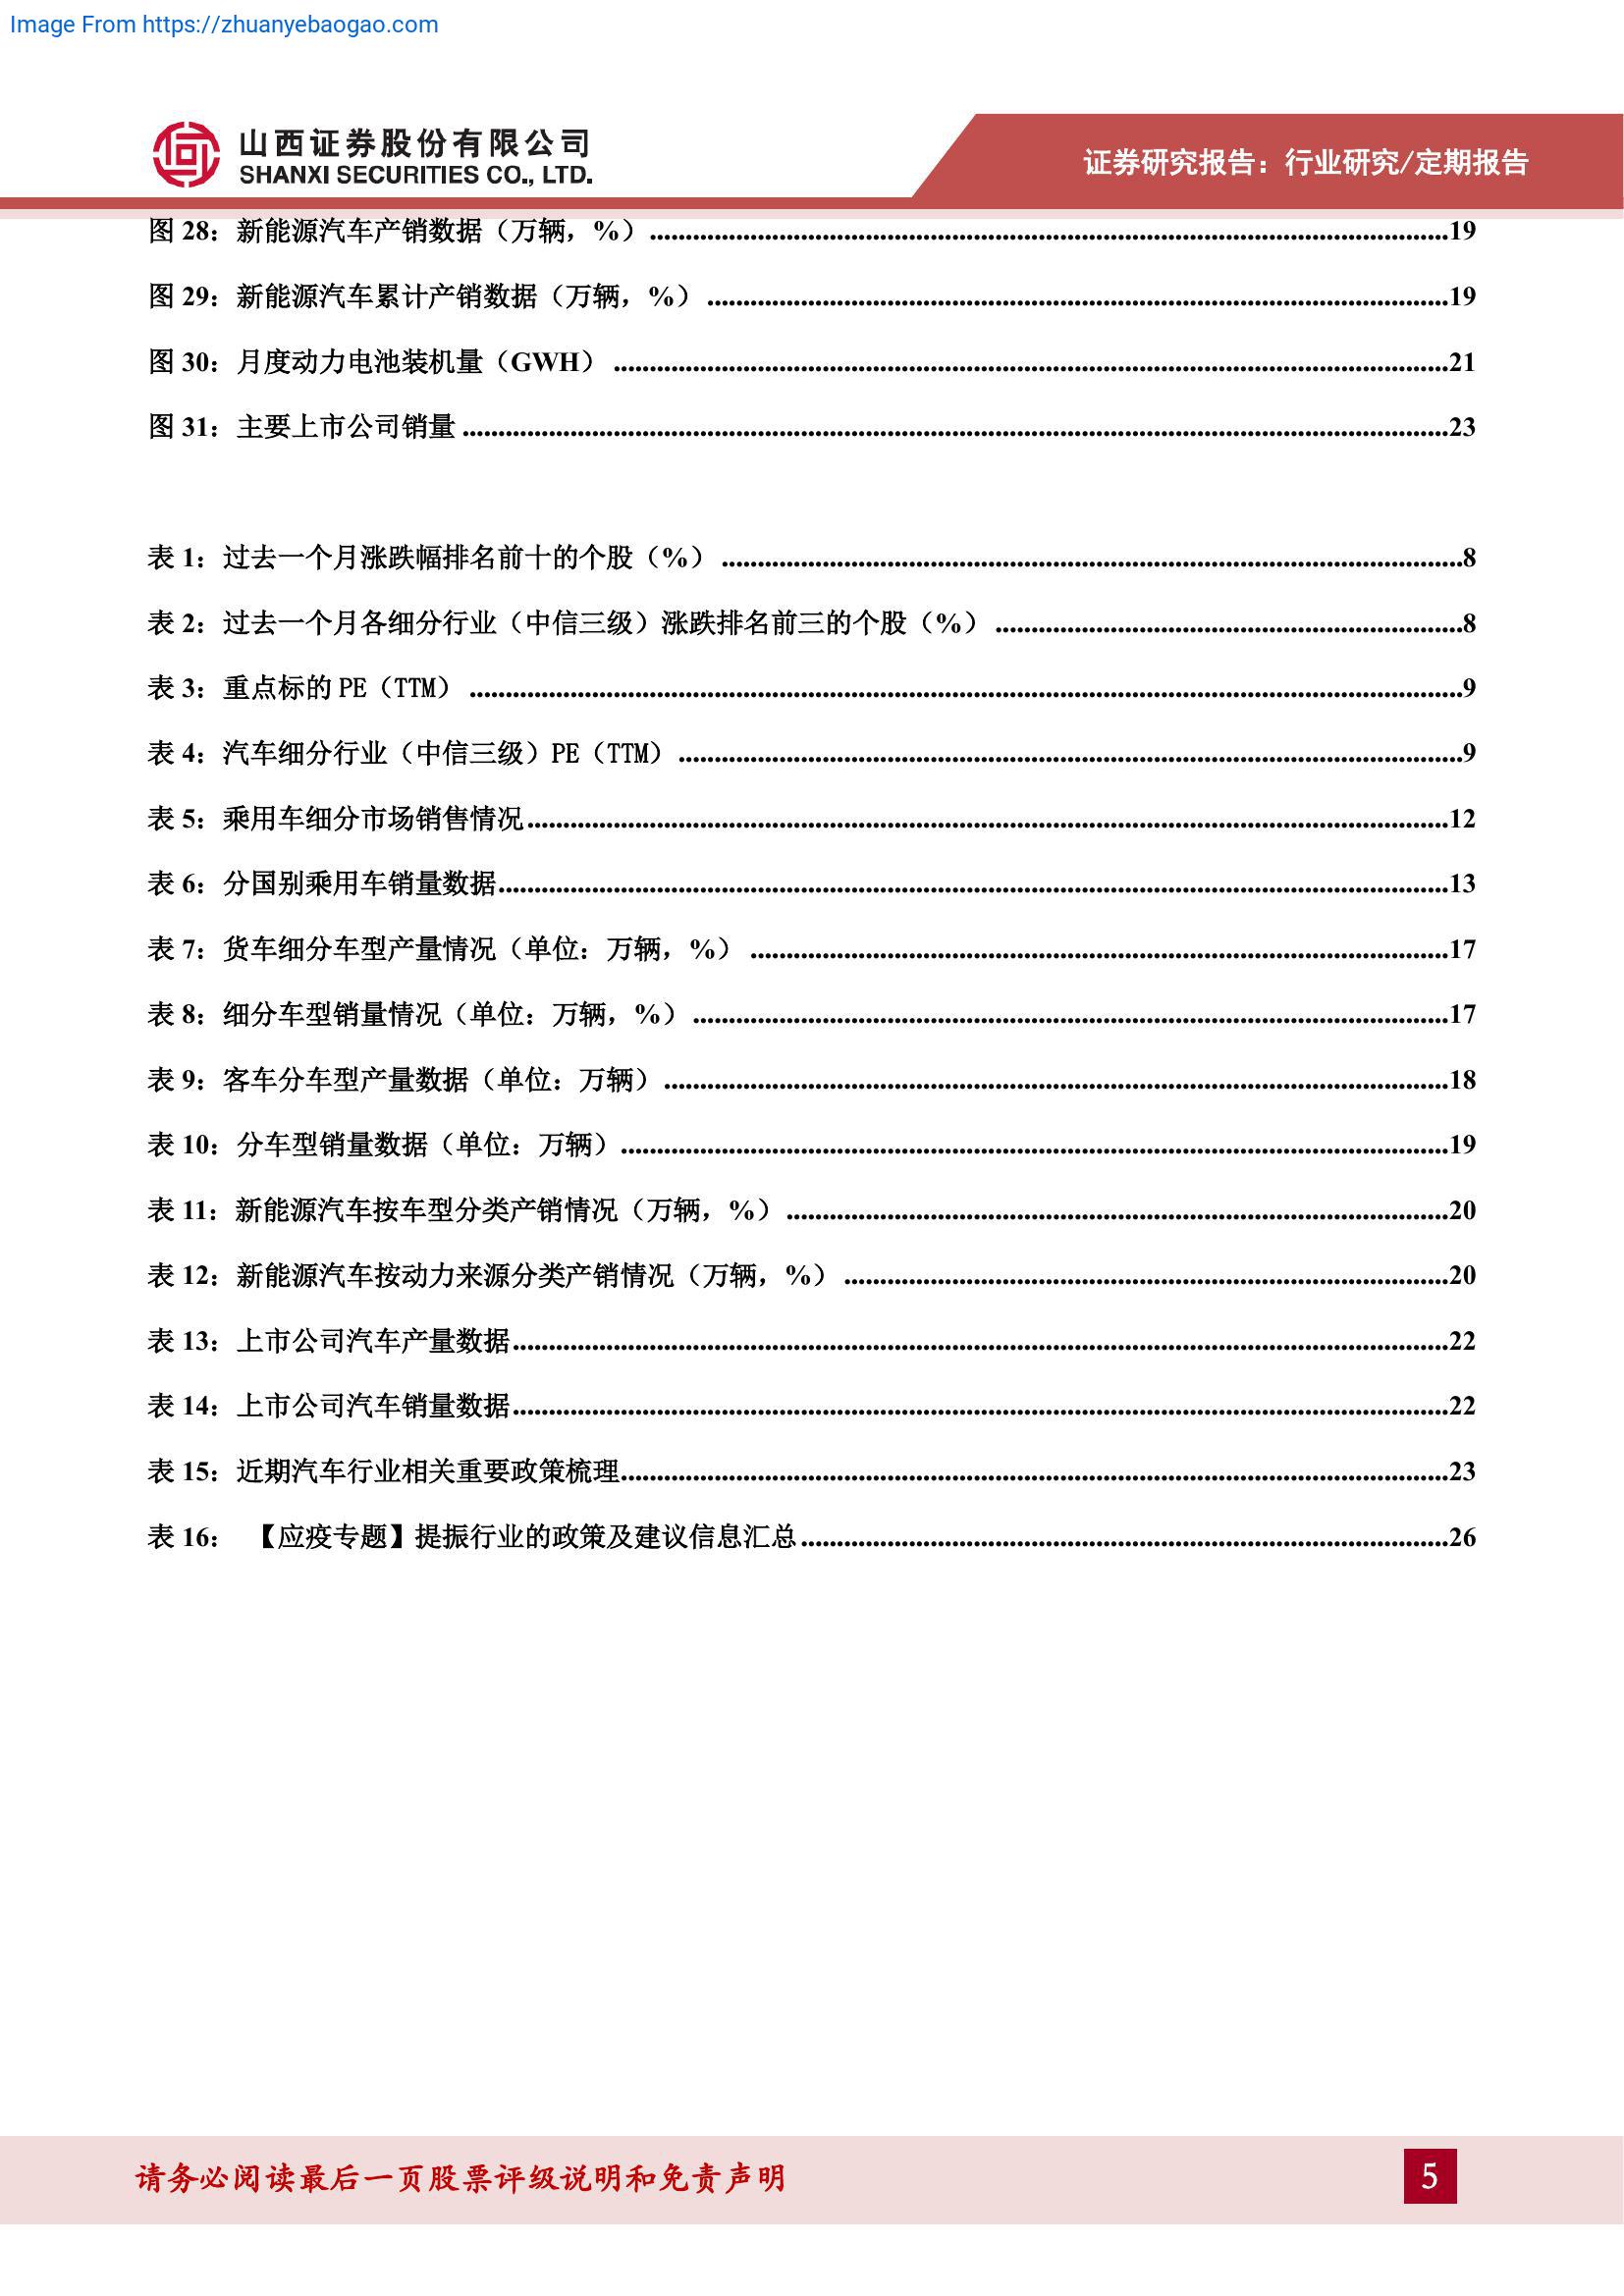 Image From https://zhuanyebaogao.com
山西证券股份有限公司
SHANXI SECURITIES CO., LTD.
证券研究报告：行业研究/定期报告
图 28：新能源汽车产销数据（万辆，%）....................19
图 29：新能源汽车累计产销数据（万辆，%）....................19
图 30：月度动力电池装机量（GWH）....................21
图 31：主要上市公司销量....................23
表 1：过去一个月涨跌幅排名前十的个股（%）....................8
表 2：过去一个月各细分行业（中信三级）涨跌排名前三的个股（%）....................8
表 3：重点标的 PE（TTM）....................9
表 4：汽车细分行业（中信三级）PE（TTM）....................9
表 5：乘用车细分市场销售情况....................12
表 6：分国别乘用车销量数据....................13
表 7：货车细分车型产量情况（单位：万辆，%）....................17
表 8：细分车型销量情况（单位：万辆，%）....................17
表 9：客车分车型产量数据（单位：万辆）....................18
表 10：分车型销量数据（单位：万辆）....................19
表 11：新能源汽车按车型分类产销情况（万辆，%）....................20
表 12：新能源汽车按动力来源分类产销情况（万辆，%）....................20
表 13：上市公司汽车产量数据....................22
表 14：上市公司汽车销量数据....................22
表 15：近期汽车行业相关重要政策梳理....................23
表 16：　【应疫专题】提振行业的政策及建议信息汇总....................26
请务必阅读最后一页股票评级说明和免责声明
5